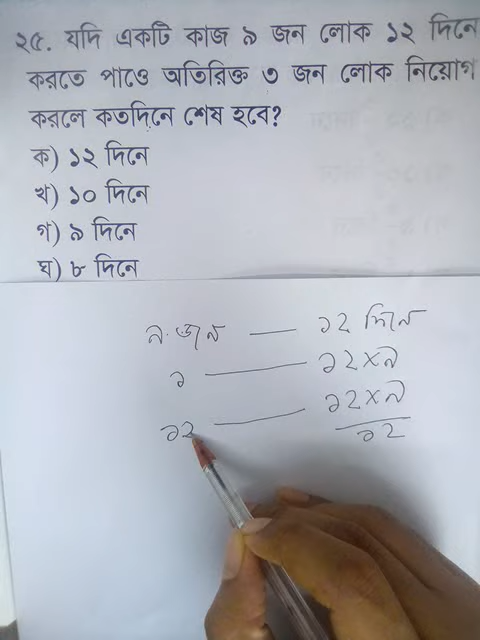 ২৫. যদি একটি কাজ ৯ জন লোক ১২ দিনে
করতে পাওে অতিরিক্ত ৩ জন লোক নিয়োগ
করলে কতদিনে শেষ হবে?
ক) ১২ দিনে
খ) ১০ দিনে
গ) ৯ দিনে
ঘ) ৮ দিনে
৯ জন — ১২ দিনে
১ — ১২×৯
১২ — ১২×৯
১২